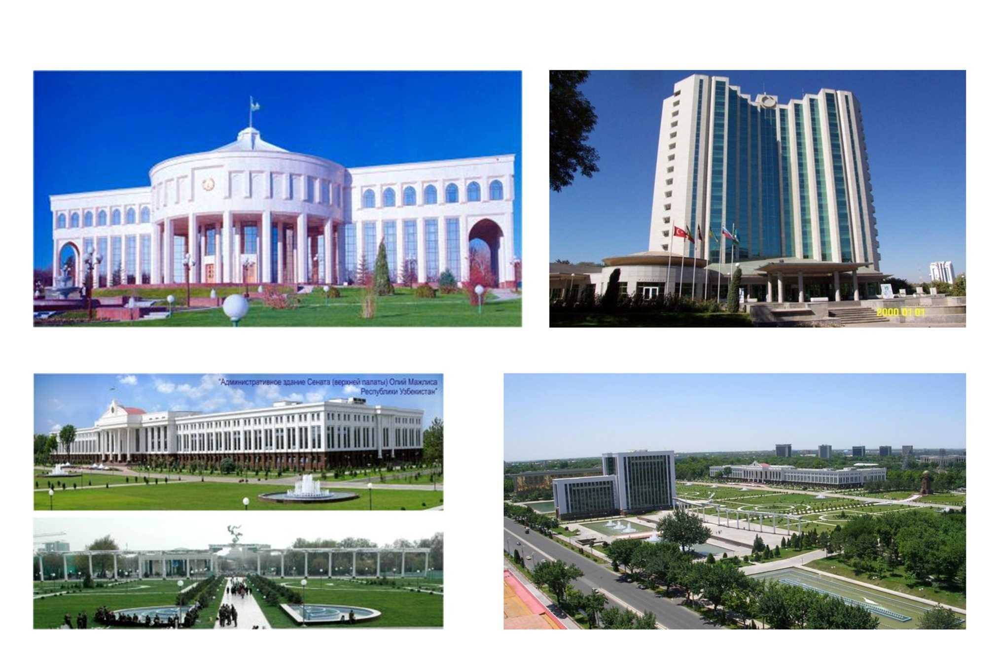 2000 01 01
"Административное здание Сената (верхней палаты) Олий Мажлиса
Республики Узбекистан"